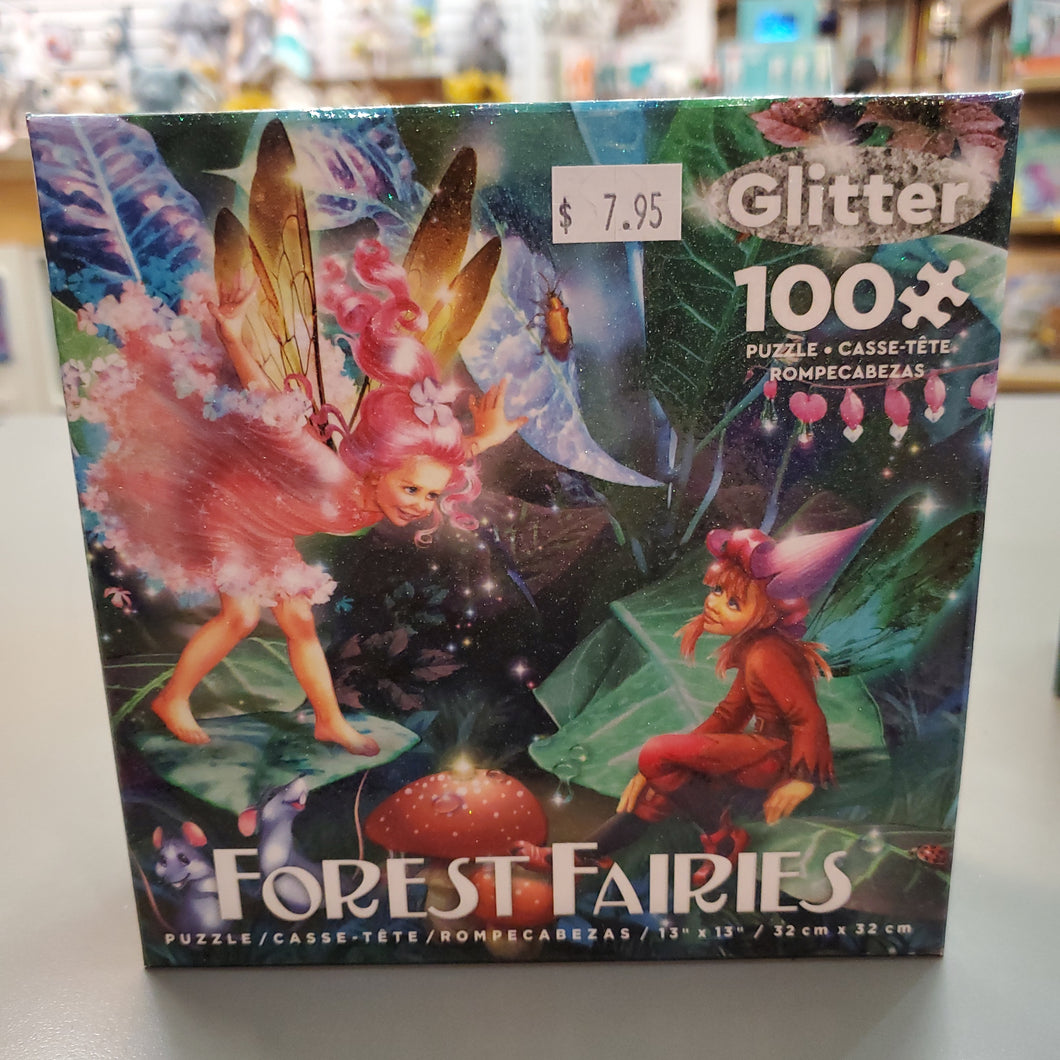 $ 7.95
Glitter
100
PUZZLE • CASSE-TÊTE
ROMPECABEZAS
FOREST FAIRIES
PUZZLE / CASSE-TÊTE / ROMPECABEZAS / 13" x 13" / 32 cm x 32 cm